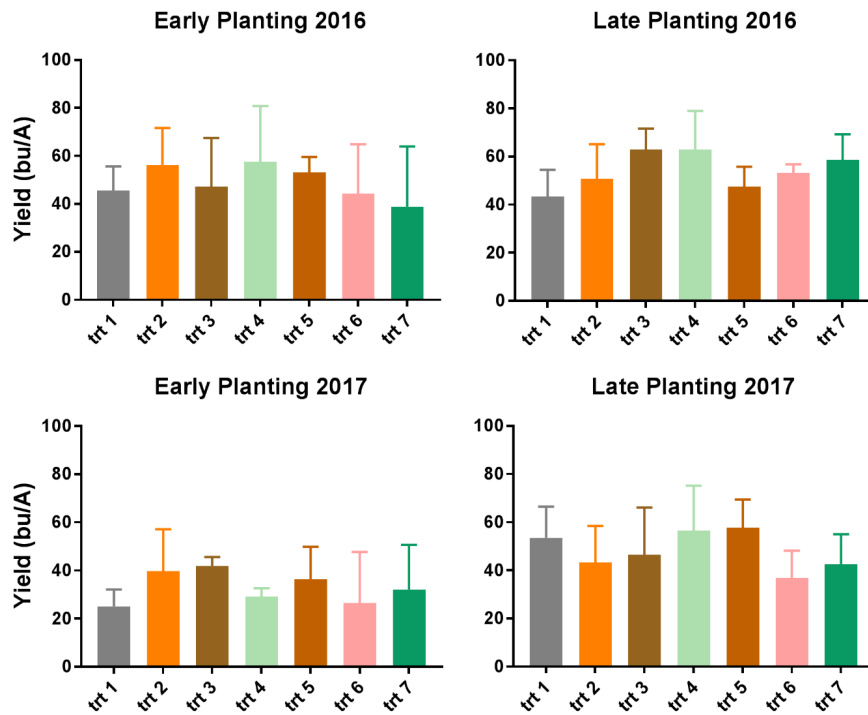 Early Planting 2016
Late Planting 2016
Yield (bu/A)
100
80
60
40
20
0
trt 1
trt 2
trt 3
trt 4
trt 5
trt 6
trt 7
100
80
60
40
20
0
trt 1
trt 2
trt 3
trt 4
trt 5
trt 6
trt 7
Early Planting 2017
Late Planting 2017
Yield (bu/A)
100
80
60
40
20
0
trt 1
trt 2
trt 3
trt 4
trt 5
trt 6
trt 7
100
80
60
40
20
0
trt 1
trt 2
trt 3
trt 4
trt 5
trt 6
trt 7